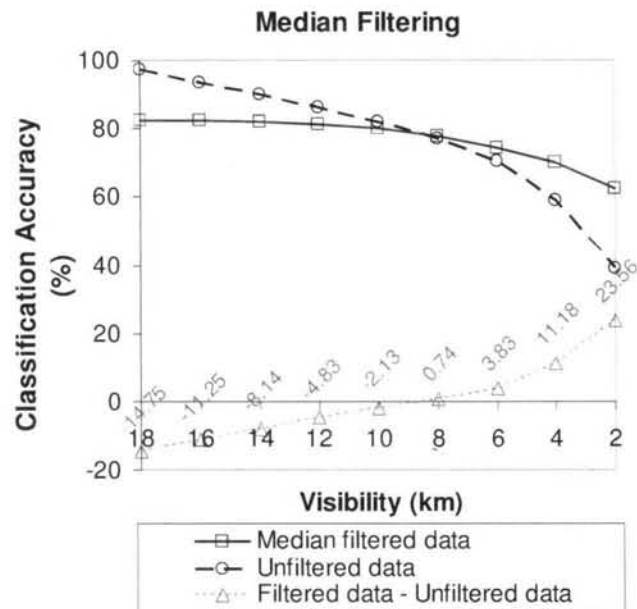 Median Filtering
Classification Accuracy
(%)
100
80
60
40
20
0
-20
-14.75
-11.25
-8.14
-4.83
-2.13
0.74
3.83
11.18
23.56
18 16 14 12 10 8 6 4 2
Visibility (km)
Median filtered data
Unfiltered data
Filtered data - Unfiltered data